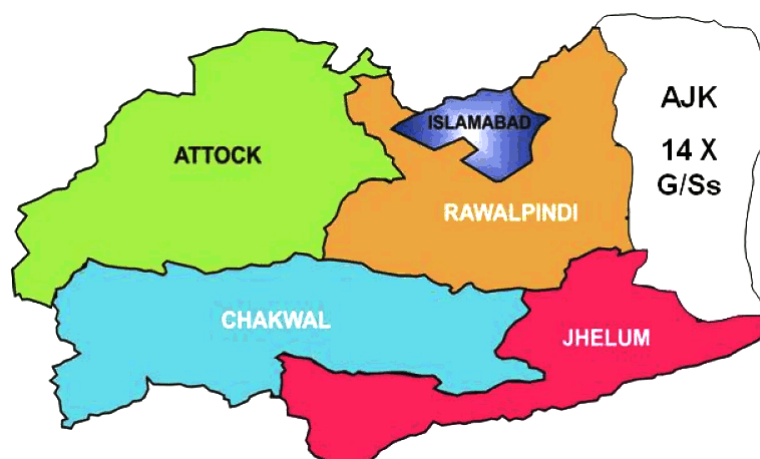 AJK
14 X
G/Ss
ISLAMABAD
ATTOCK
RAWALPINDI
CHAKWAL
JHELUM